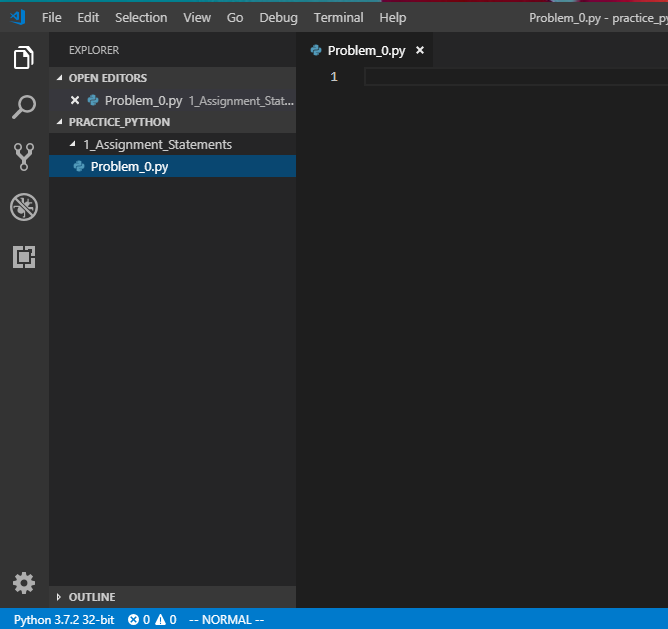 File Edit Selection View Go Debug Terminal Help Problem_0.py - practice_py
EXPLORER
OPEN EDITORS
Problem_0.py 1_Assignment_Stat...
PRACTICE_PYTHON
1_Assignment_Statements
Problem_0.py
OUTLINE
Problem_0.py
1
Python 3.7.2 32-bit 0 0 -- NORMAL --